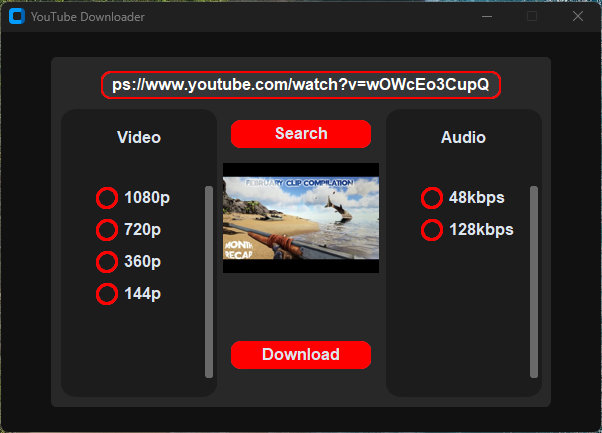 YouTube Downloader
ps://www.youtube.com/watch?v=wOWcEo3CupQ
Video
Search
Audio
1080p
720p
360p
144p
FEBRUARY CLIP COMPILATION
MONTH
RECAP
48kbps
128kbps
Download